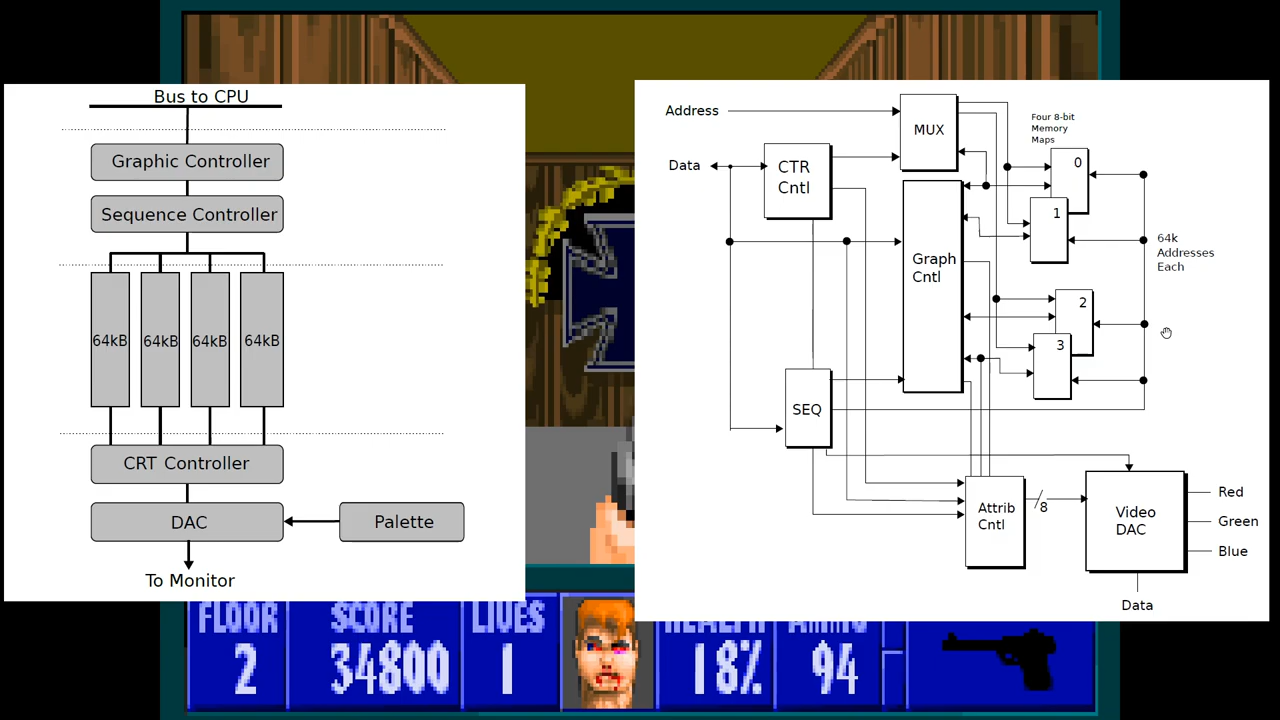 Bus to CPU
Graphic Controller
Sequence Controller
64kB 64kB 64kB 64kB
CRT Controller
DAC
Palette
To Monitor
Address
Data
CTR
Cntl
MUX
Four 8-bit
Memory
Maps
0
1
64k
Addresses
Each
Graph
Cntl
2
3
SEQ
Attrib
Cntl
8
Video
DAC
Red
Green
Blue
Data
FLOOR SCORE LIVES HEALTH AMMO
2 34800 1 18% 94